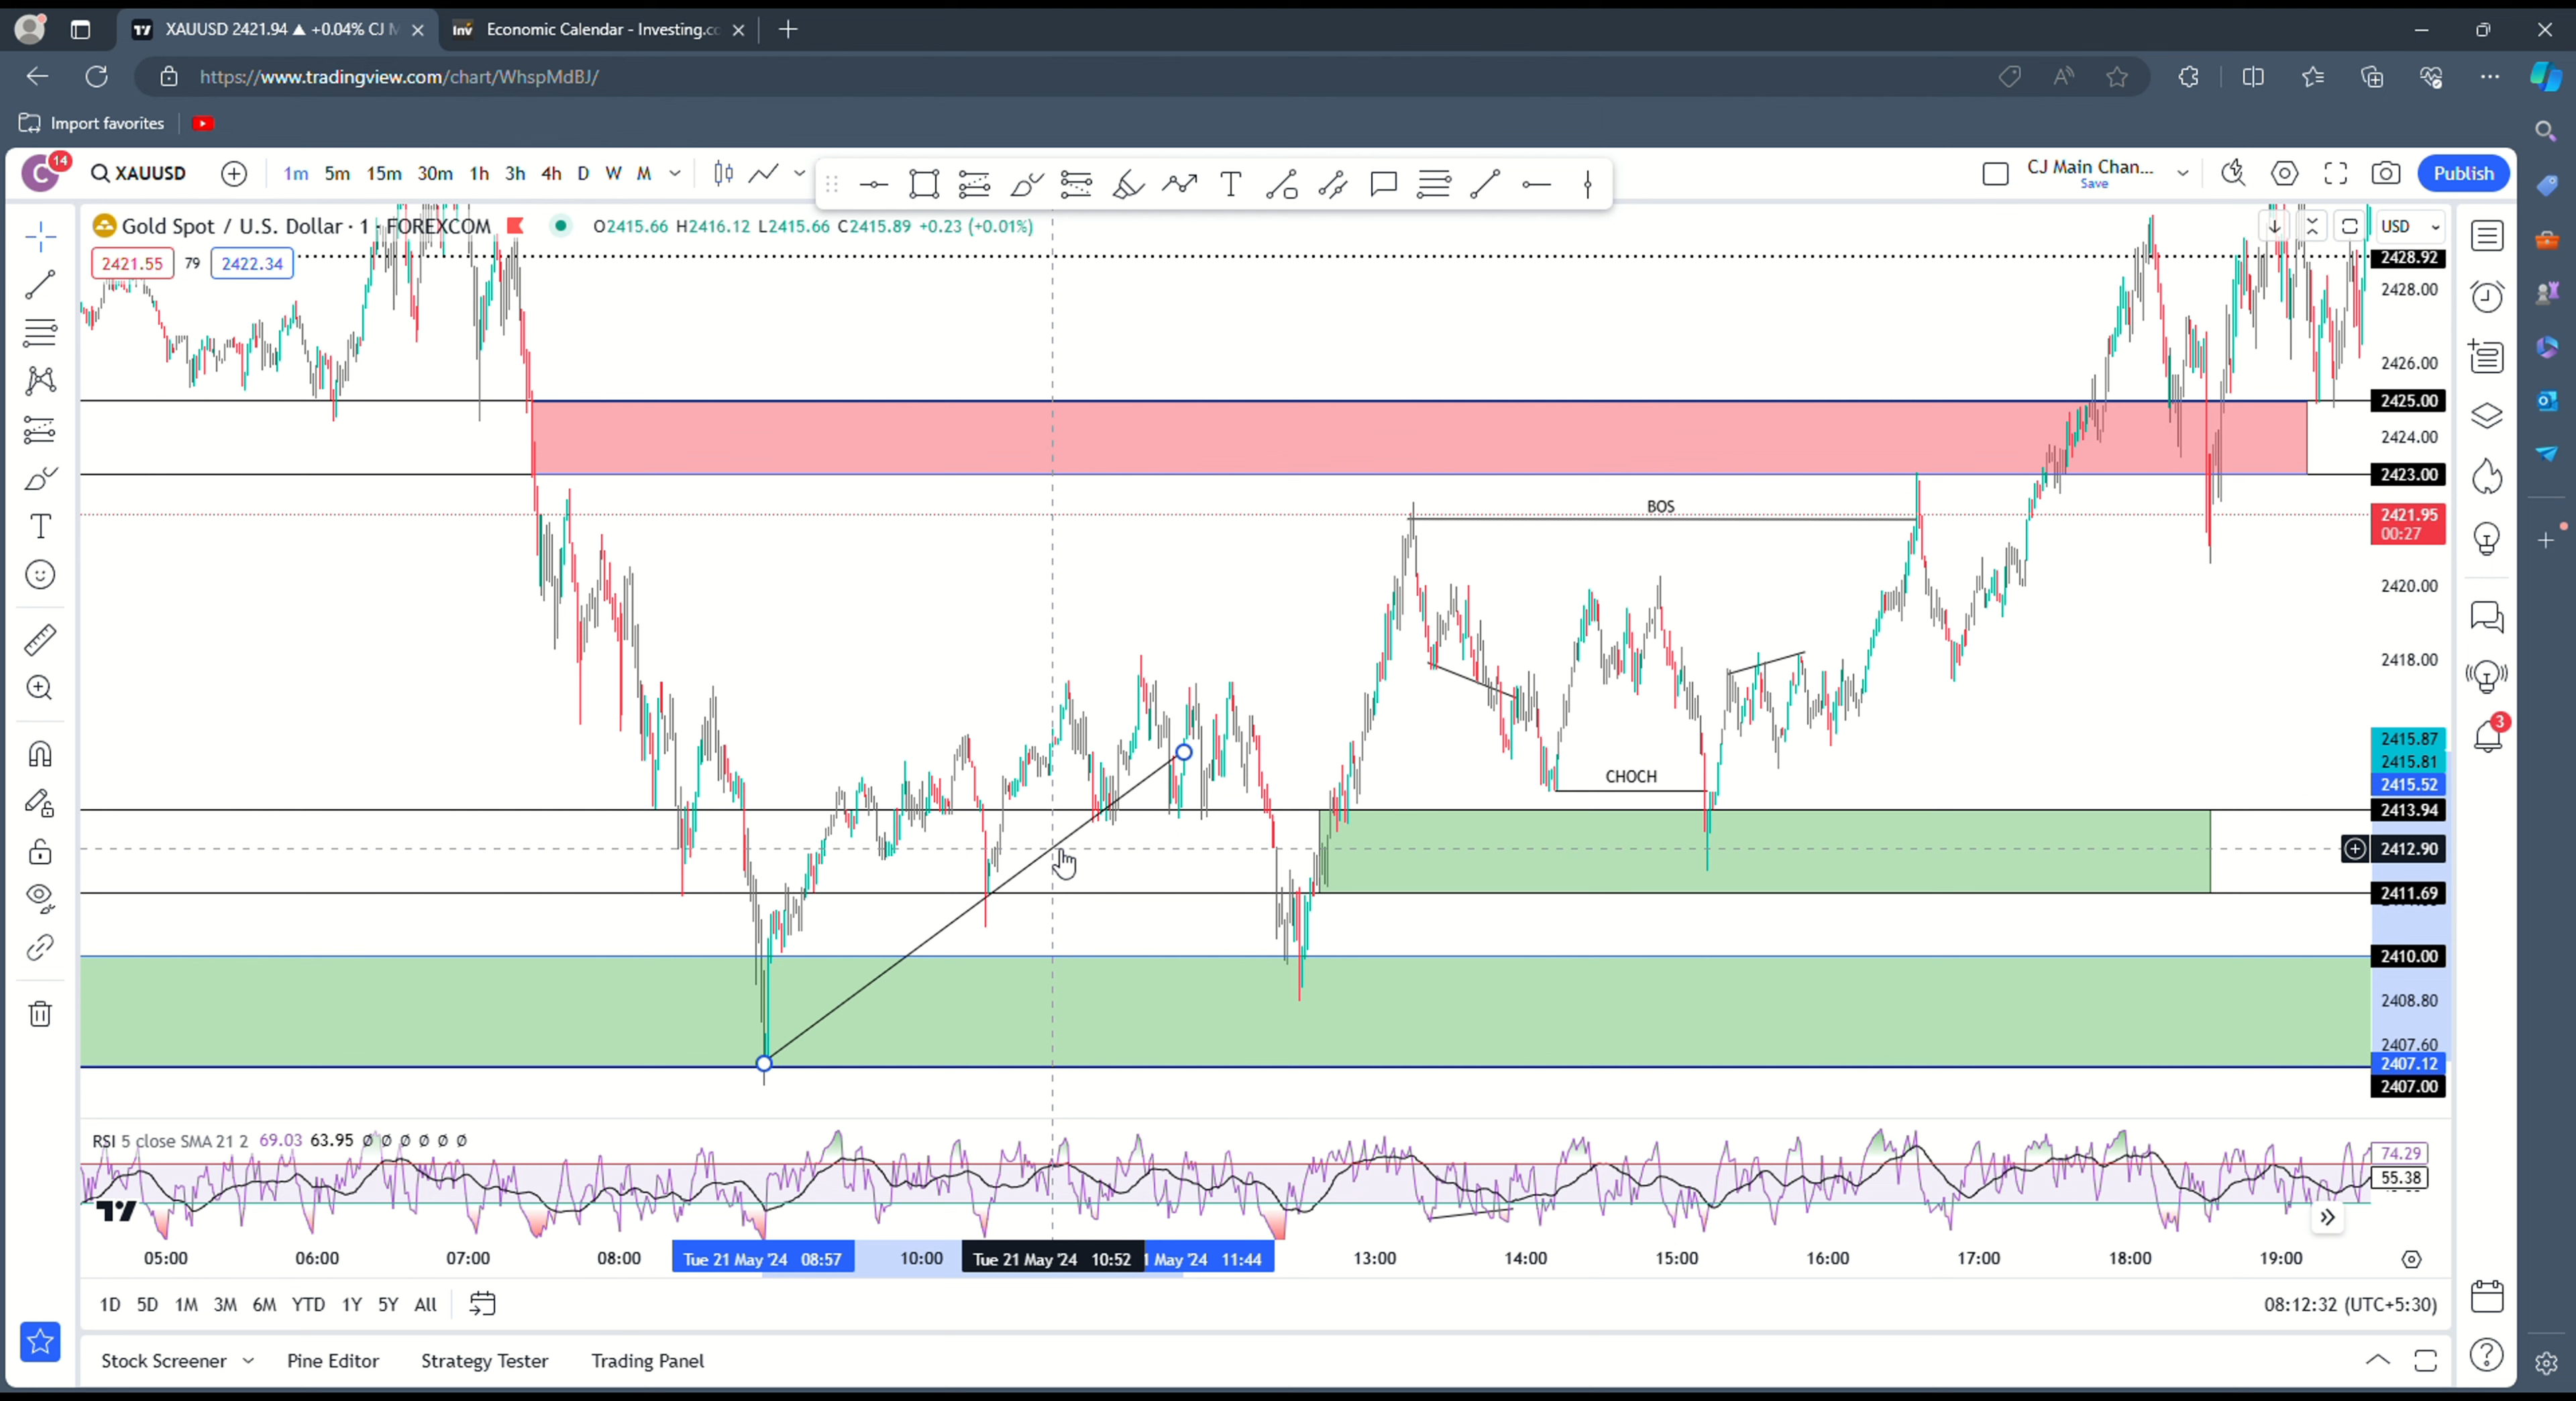 XAUUSD 2421.94 ▲ +0.04% CJ M
Inv Economic Calendar - Investing.co
https://www.tradingview.com/chart/WhspMdBJ/
Import favorites
C 14 XAUUSD 1m 5m 15m 30m 1h 3h 4h D W M
T
CJ Main Chan...
Save
Publish
Gold Spot / U.S. Dollar · 1 · FOREXCOM O2415.66 H2416.12 L2415.66 C2415.89 +0.23 (+0.01%)
USD
2421.55 79 2422.34
2428.92
2428.00
2426.00
2425.00
2424.00
2423.00
BOS
2421.95
00:27
2420.00
2418.00
2415.87
2415.81
CHOCH
2415.52
2413.94
2412.90
2411.69
2410.00
2408.80
2407.60
2407.12
2407.00
3
RSI 5 close SMA 21 2 69.03 63.95 Ø Ø Ø Ø Ø Ø
74.29
55.38
05:00 06:00 07:00 08:00 Tue 21 May '24 08:57 10:00 Tue 21 May '24 10:52 1 May '24 11:44 13:00 14:00 15:00 16:00 17:00 18:00 19:00
1D 5D 1M 3M 6M YTD 1Y 5Y All
08:12:32 (UTC+5:30)
Stock Screener Pine Editor Strategy Tester Trading Panel